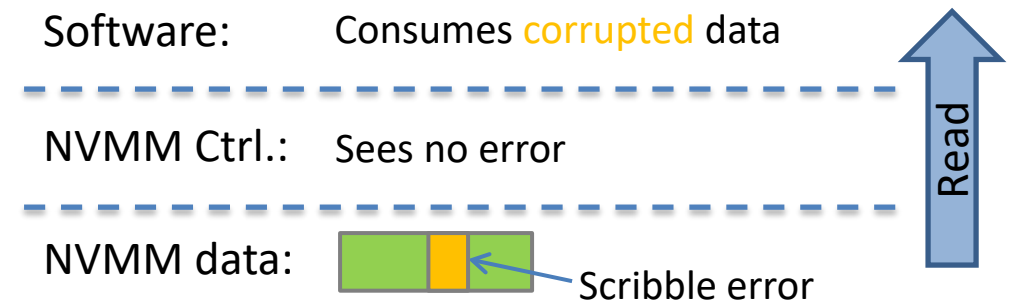 Software: Consumes corrupted data
NVMM Ctrl.: Sees no error
Read
NVMM data:
Scribble error